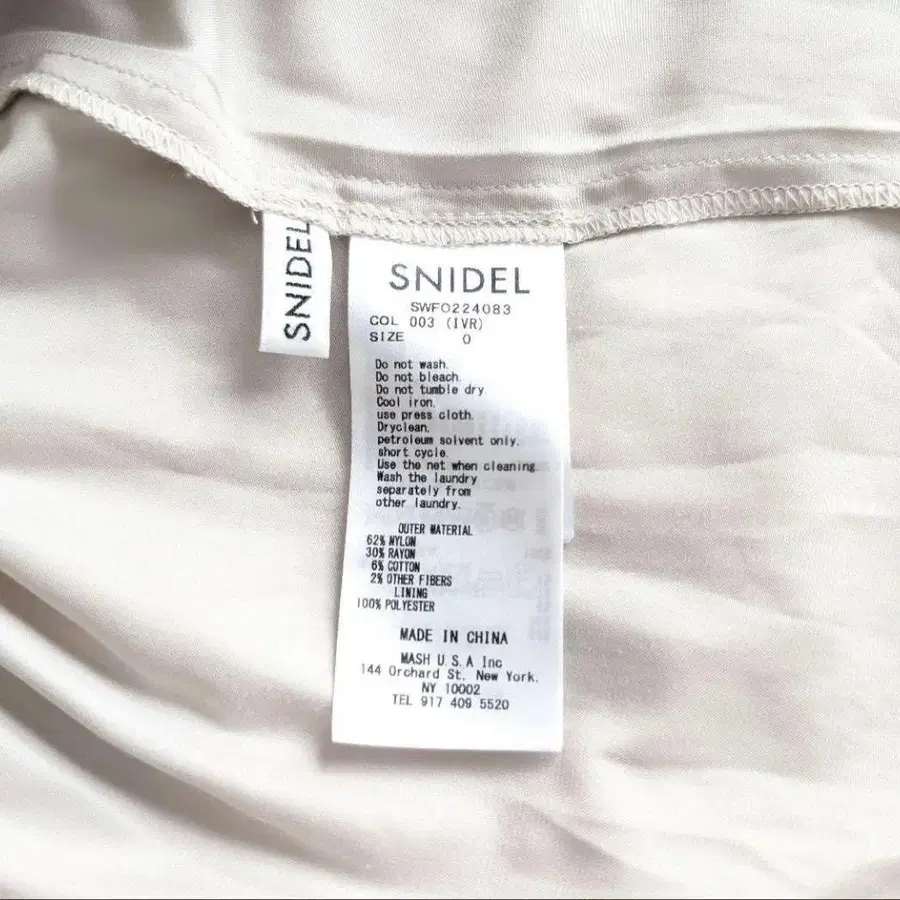 SNIDEL
SNIDEL
SWFO224083
COL 003 (IVR)
SIZE 0
Do not wash.
Do not bleach.
Do not tumble dry.
Cool iron.
use press cloth.
Dryclean.
petroleum solvent only.
short cycle.
Use the net when cleaning.
Wash the laundry
separately from
other laundry.
OUTER MATERIAL
62% NYLON
30% RAYON
6% COTTON
2% OTHER FIBERS
LINING
100% POLYESTER
MADE IN CHINA
MASH U.S.A Inc
144 Orchard St. New York.
NY 10002
TEL 917 409 5520